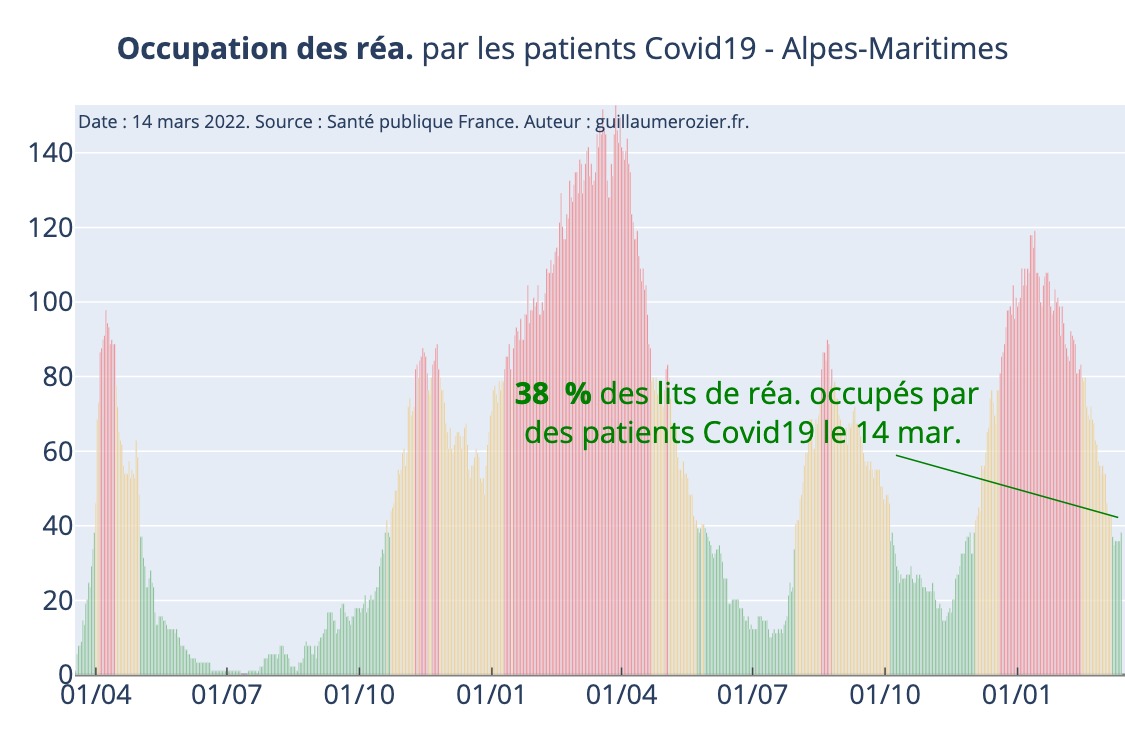 Occupation des réa. par les patients Covid19 - Alpes-Maritimes
Date : 14 mars 2022. Source : Santé publique France. Auteur : guillaumerozier.fr.
140
120
100
80
38  % des lits de réa. occupés par
des patients Covid19 le 14 mar.
60
40
20
0
01/04 01/07 01/10 01/01 01/04 01/07 01/10 01/01